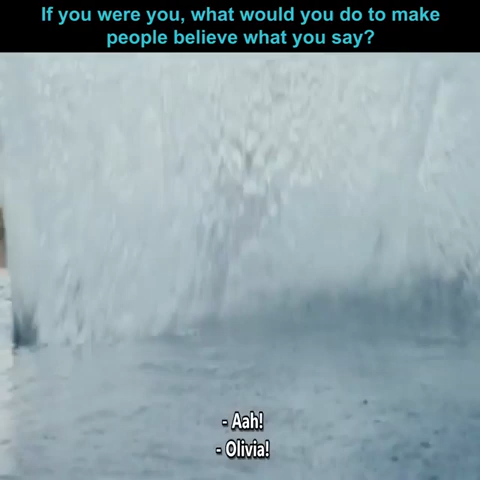 If you were you, what would you do to make
people believe what you say?
- Aah!
- Olivia!